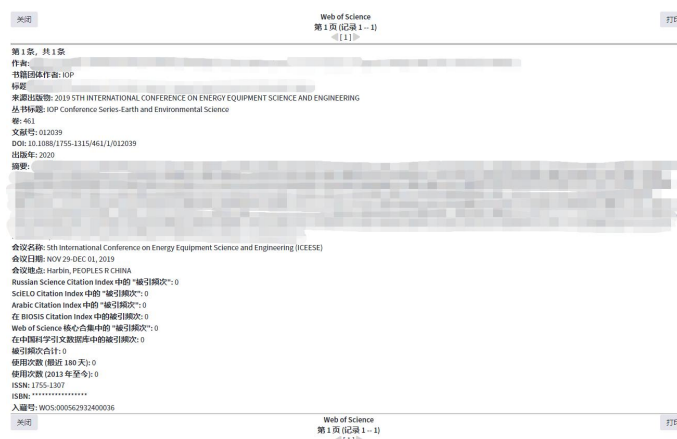 关闭
Web of Science
打印
第 1 页 (记录 1 -- 1)
[ 1 ]
第 1 条，共 1 条
作者:
书籍团体作者: IOP
标题
来源出版物: 2019 5TH INTERNATIONAL CONFERENCE ON ENERGY EQUIPMENT SCIENCE AND ENGINEERING
丛书标题: IOP Conference Series-Earth and Environmental Science
卷: 461
文献号: 012039
DOI: 10.1088/1755-1315/461/1/012039
出版年: 2020
摘要:
会议名称: 5th International Conference on Energy Equipment Science and Engineering (ICEESE)
会议日期: NOV 29-DEC 01, 2019
会议地点: Harbin, PEOPLES R CHINA
Russian Science Citation Index 中的 "被引频次": 0
SciELO Citation Index 中的 "被引频次": 0
Arabic Citation Index 中的 "被引频次": 0
在 BIOSIS Citation Index 中的被引频次: 0
Web of Science 核心合集中的 "被引频次": 0
在中国科学引文数据库中的被引频次: 0
被引频次合计: 0
使用次数 (最近 180 天): 0
使用次数 (2013 年至今): 0
ISSN: 1755-1307
ISBN: *****************
入藏号: WOS:000562932400036
关闭
Web of Science
打印
第 1 页 (记录 1 -- 1)
[ 1 ]